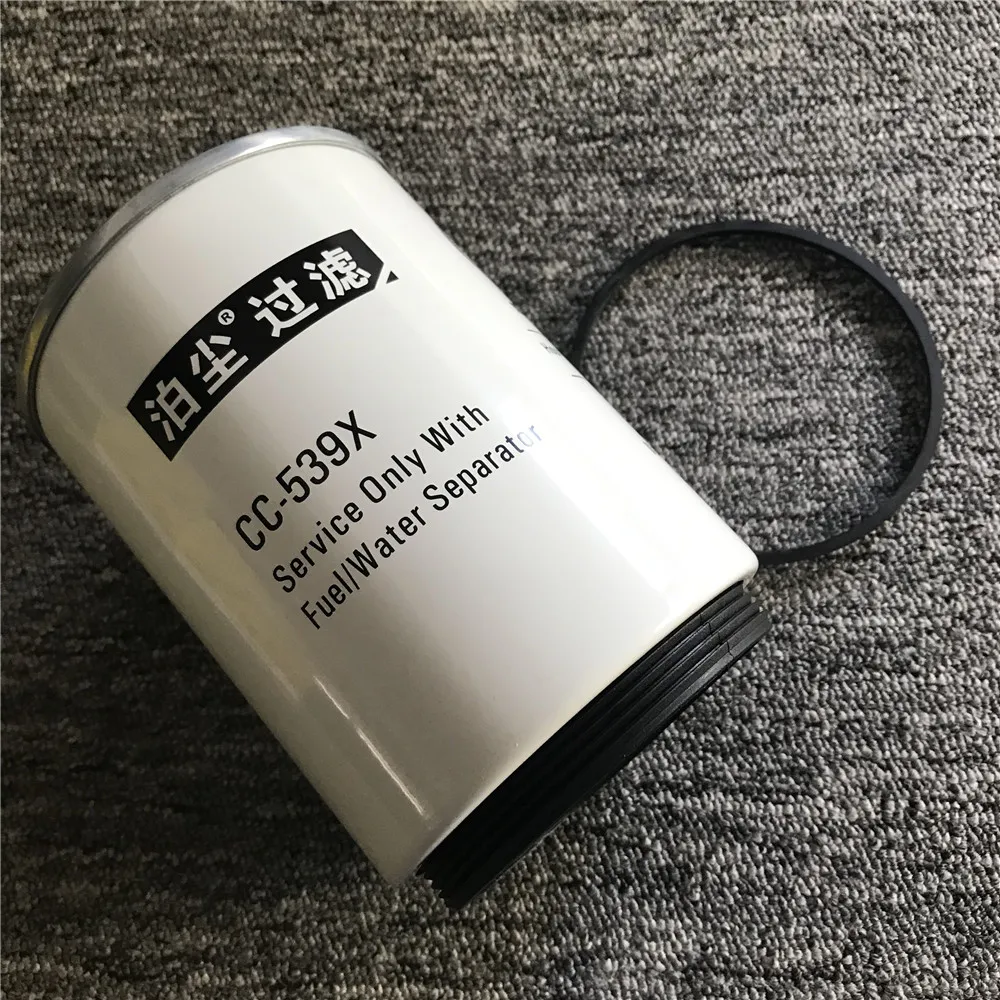 泊尘® 过滤
CC-539X
Service Only With
Fuel/Water Separator